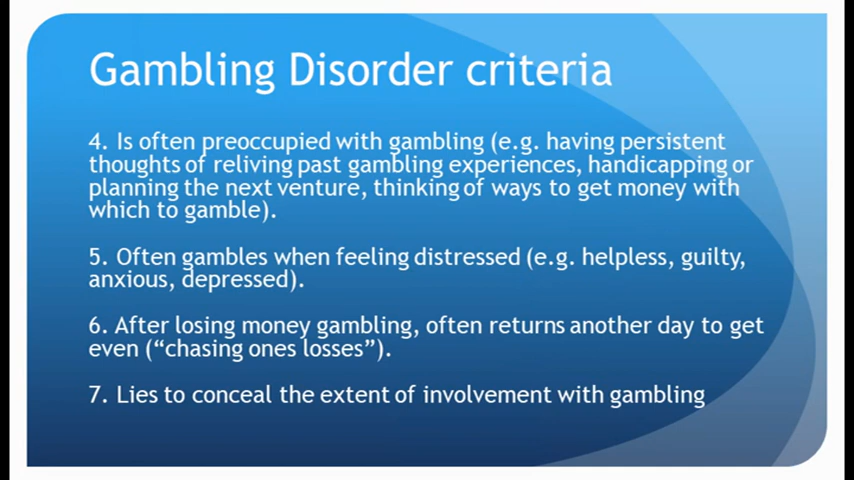 Gambling Disorder criteria
4. Is often preoccupied with gambling (e.g. having persistent
thoughts of reliving past gambling experiences, handicapping or
planning the next venture, thinking of ways to get money with
which to gamble).
5. Often gambles when feeling distressed (e.g. helpless, guilty,
anxious, depressed).
6. After losing money gambling, often returns another day to get
even (“chasing ones losses”).
7. Lies to conceal the extent of involvement with gambling